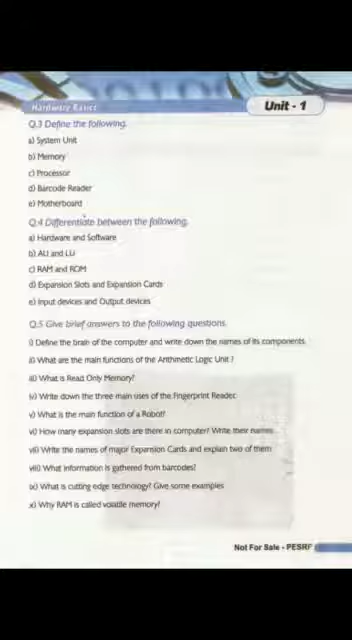 Hardware Basics
Unit - 1
Q.3 Define the following.
a) System Unit
b) Memory
c) Processor
d) Barcode Reader
e) Motherboard
Q.4 Differentiate between the following.
a) Hardware and Software
b) AU and LU
c) RAM and ROM
d) Expansion Slots and Expansion Cards
e) Input devices and Output devices
Q.5 Give brief answers to the following questions.
i) Define the brain of the computer and write down the names of its components.
ii) What are the main functions of the Arithmetic Logic Unit ?
iii) What is Read Only Memory?
iv) Write down the three main uses of the Fingerprint Reader.
v) What is the main function of a Robot?
vi) How many expansion slots are there in computer? Write their names.
vii) Write the names of major Expansion Cards and explain two of them.
viii) What information is gathered from barcodes?
ix) What is cutting edge technology? Give some examples
x) Why RAM is called volatile memory?
Not For Sale - PESRP